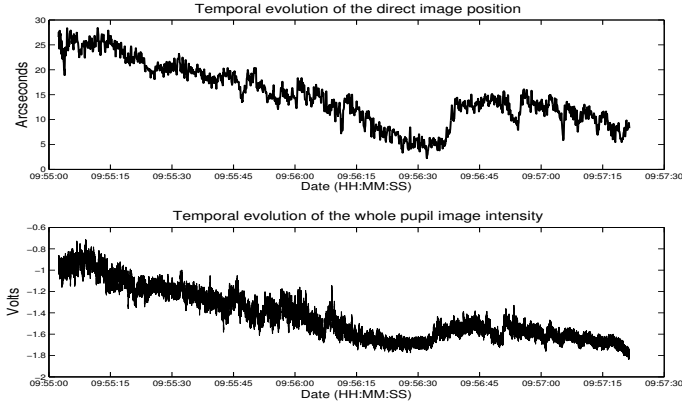 Temporal evolution of the direct image position
30
25
20
15
10
5
0
Arcseconds
09:55:00 09:55:15 09:55:30 09:55:45 09:56:00 09:56:15 09:56:30 09:56:45 09:57:00 09:57:15 09:57:30
Date (HH:MM:SS)
Temporal evolution of the whole pupil image intensity
−0.6
−0.8
−1
−1.2
−1.4
−1.6
−1.8
−2
Volts
09:55:00 09:55:15 09:55:30 09:55:45 09:56:00 09:56:15 09:56:30 09:56:45 09:57:00 09:57:15 09:57:30
Date (HH:MM:SS)